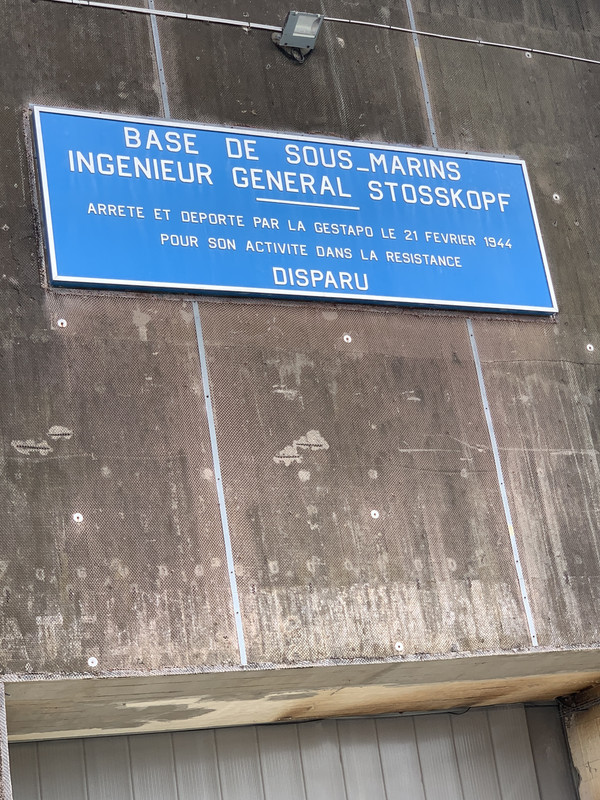 BASE DE SOUS_MARINS
INGENIEUR GENERAL STOSSKOPF
ARRETE ET DEPORTE PAR LA GESTAPO LE 21 FEVRIER 1944
POUR SON ACTIVITE DANS LA RESISTANCE
DISPARU